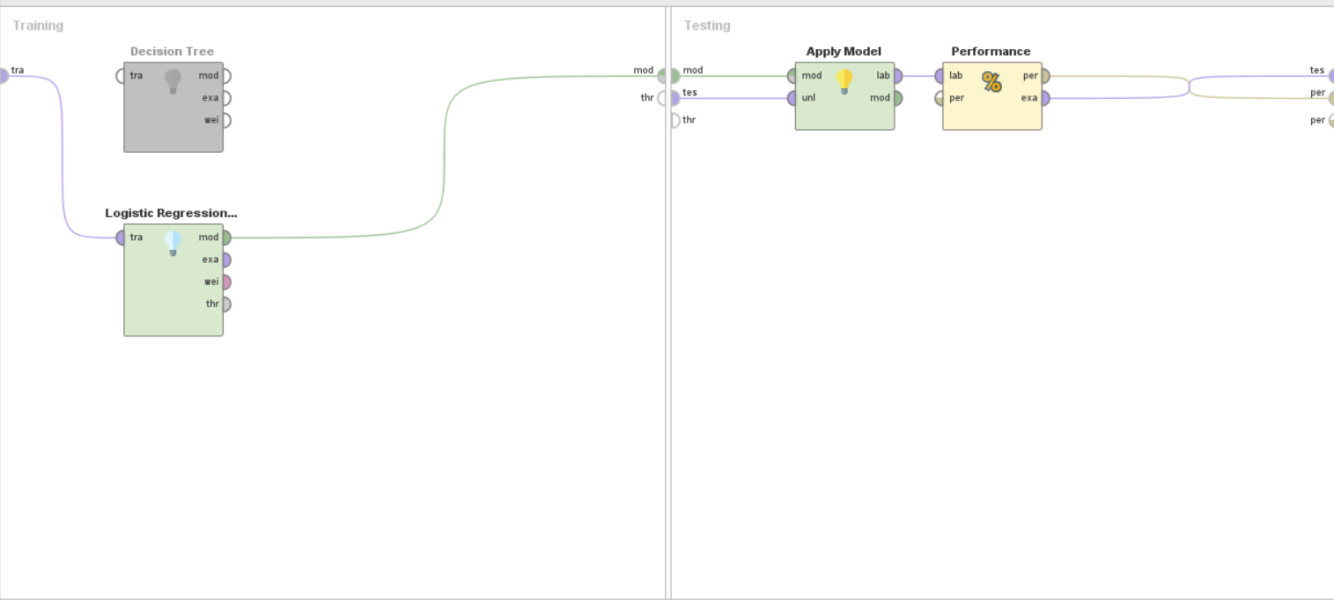 Training
Testing
Decision Tree
Apply Model
Performance
tra
tra
mod
exa
wei
mod
thr
mod
tes
thr
mod
unl
lab
mod
lab
per
per
exa
tes
per
per
Logistic Regression...
tra
mod
exa
wei
thr